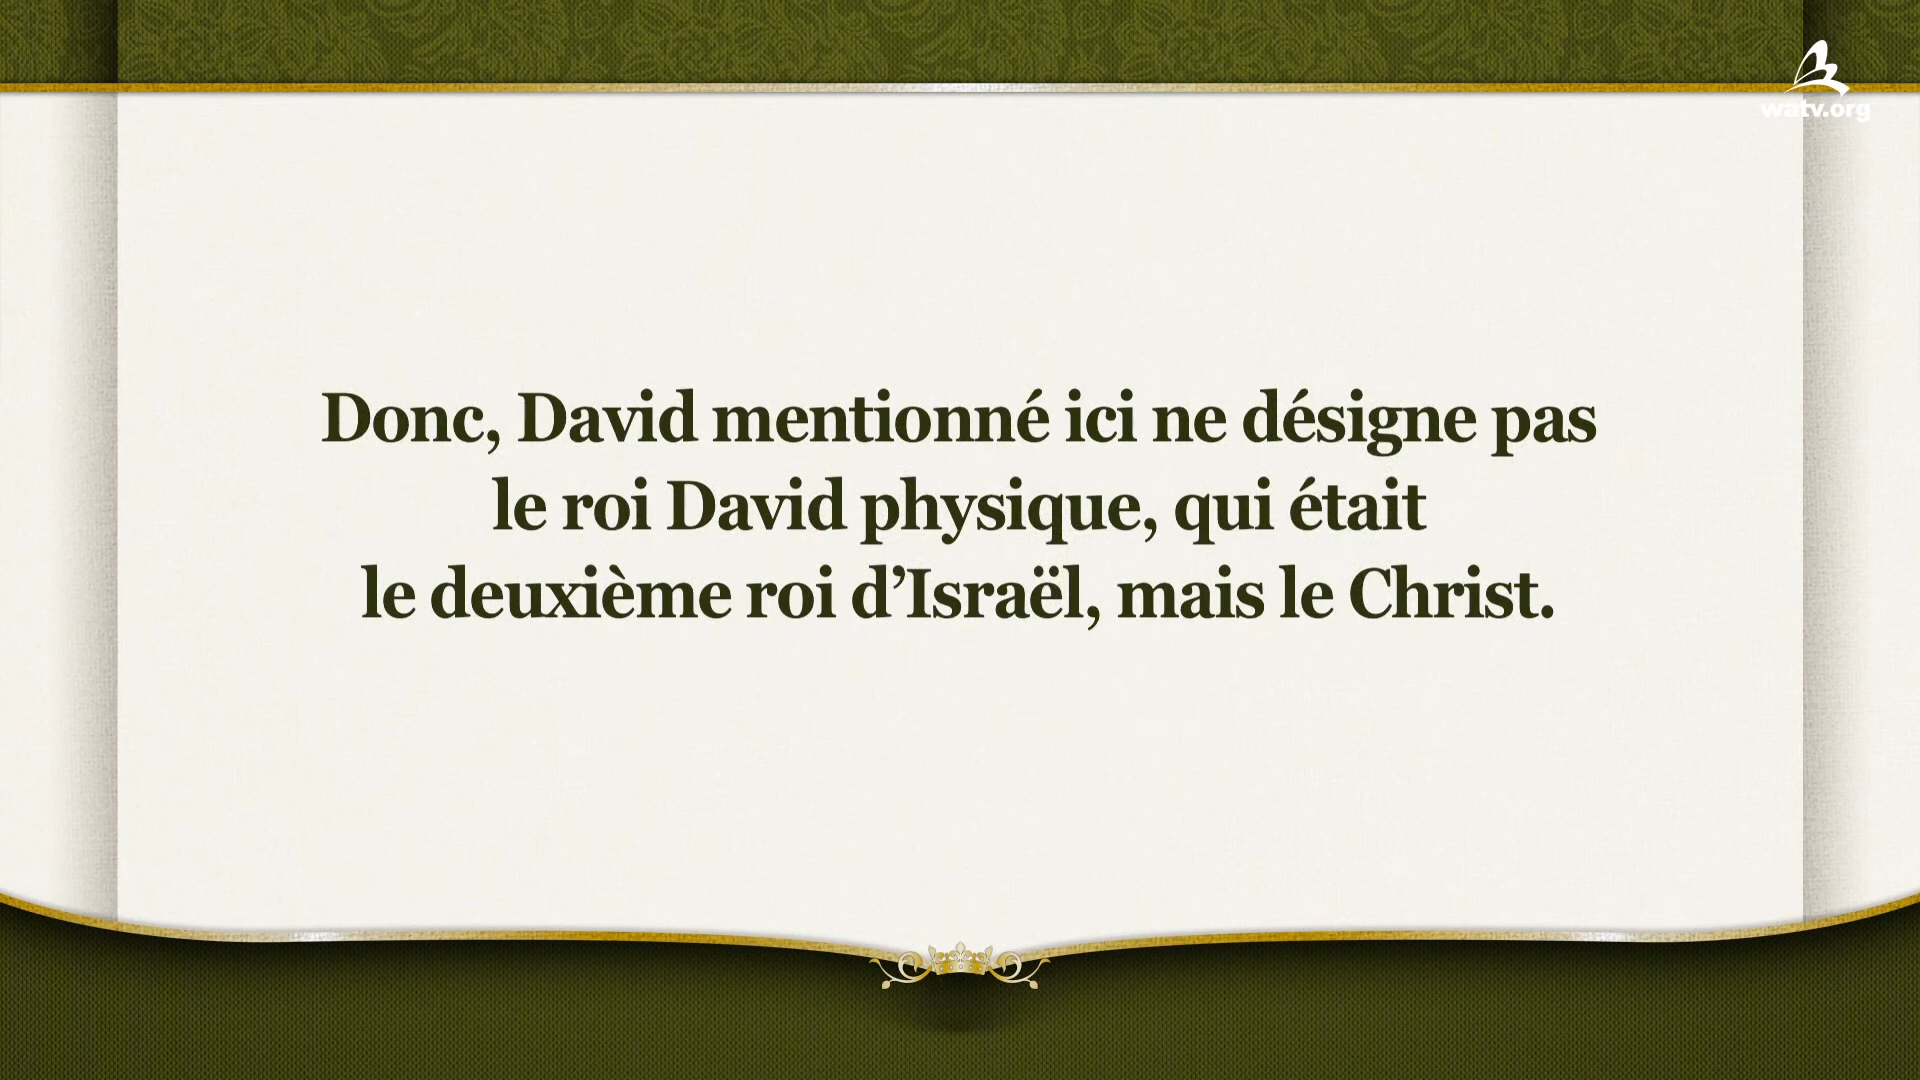 watv.org
Donc, David mentionné ici ne désigne pas
le roi David physique, qui était
le deuxième roi d’Israël, mais le Christ.